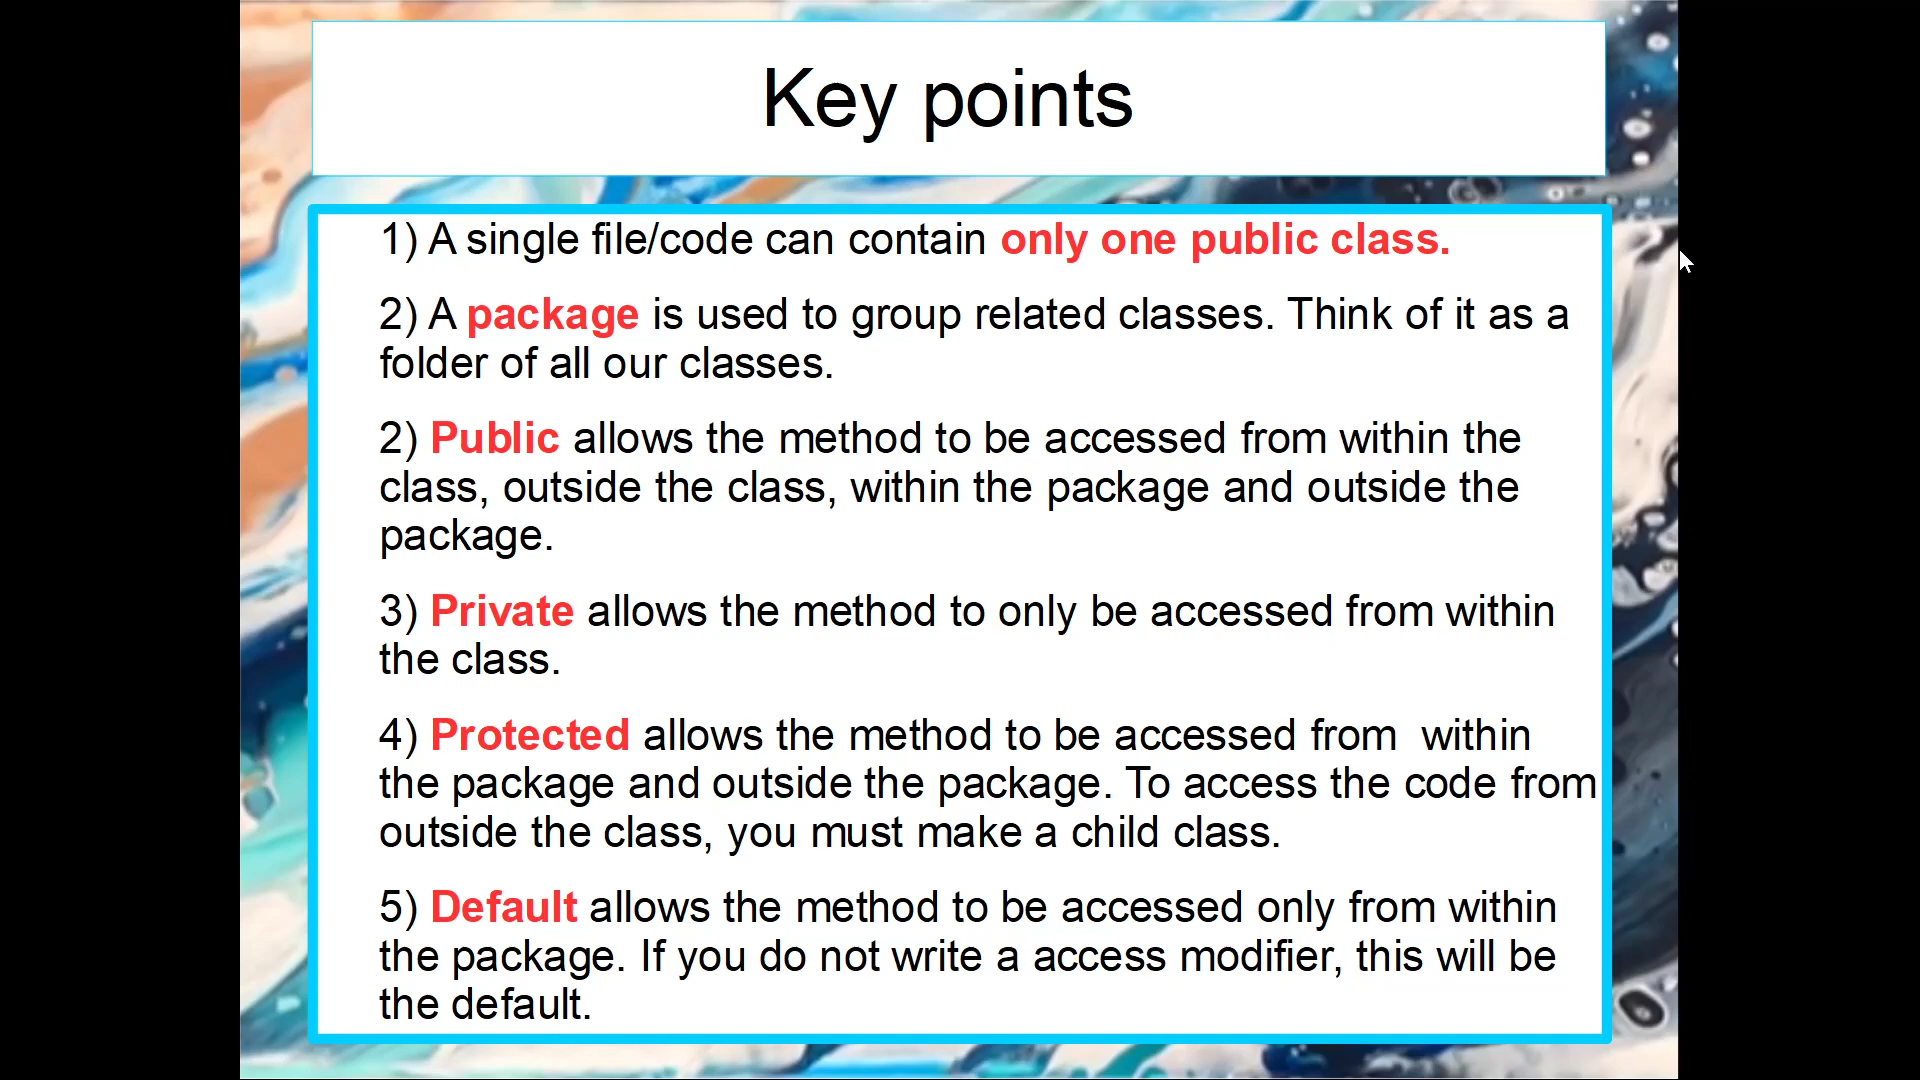 Key points
1) A single file/code can contain only one public class.
2) A package is used to group related classes. Think of it as a
folder of all our classes.
2) Public allows the method to be accessed from within the
class, outside the class, within the package and outside the
package.
3) Private allows the method to only be accessed from within
the class.
4) Protected allows the method to be accessed from  within
the package and outside the package. To access the code from
outside the class, you must make a child class.
5) Default allows the method to be accessed only from within
the package. If you do not write a access modifier, this will be
the default.